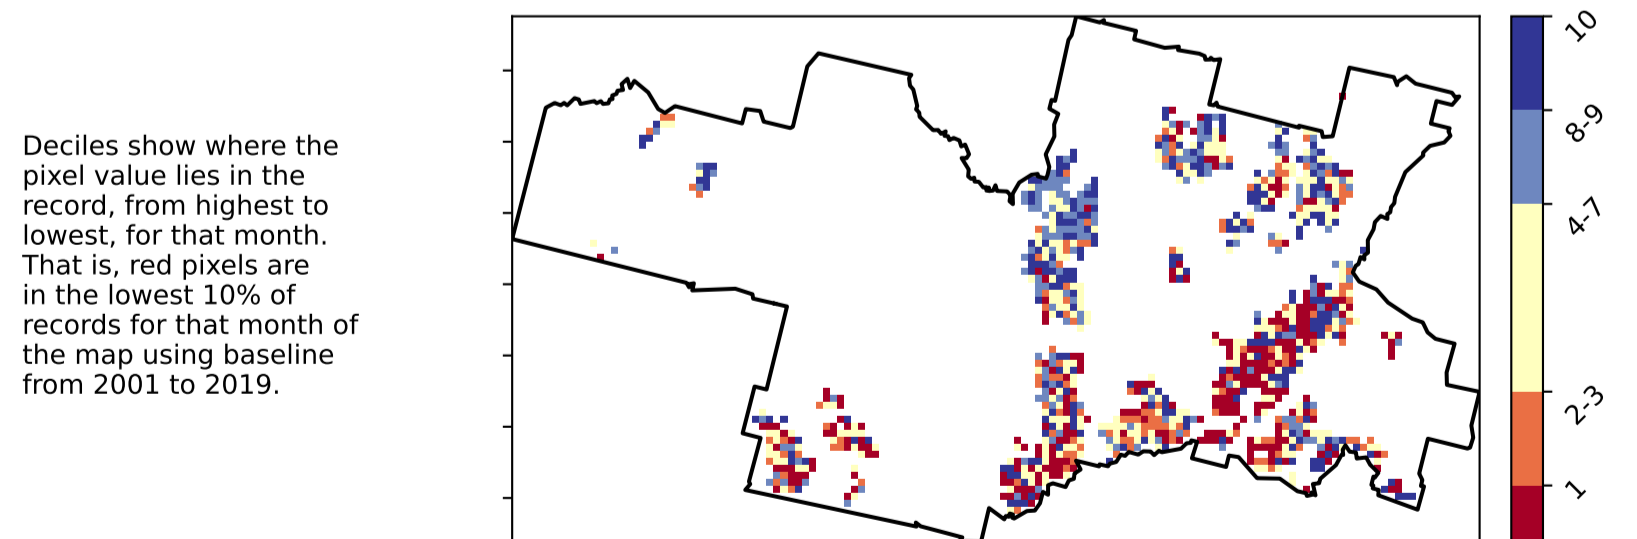 Deciles show where the
pixel value lies in the
record, from highest to
lowest, for that month.
That is, red pixels are
in the lowest 10% of
records for that month of
the map using baseline
from 2001 to 2019.
10
8-9
4-7
2-3
1